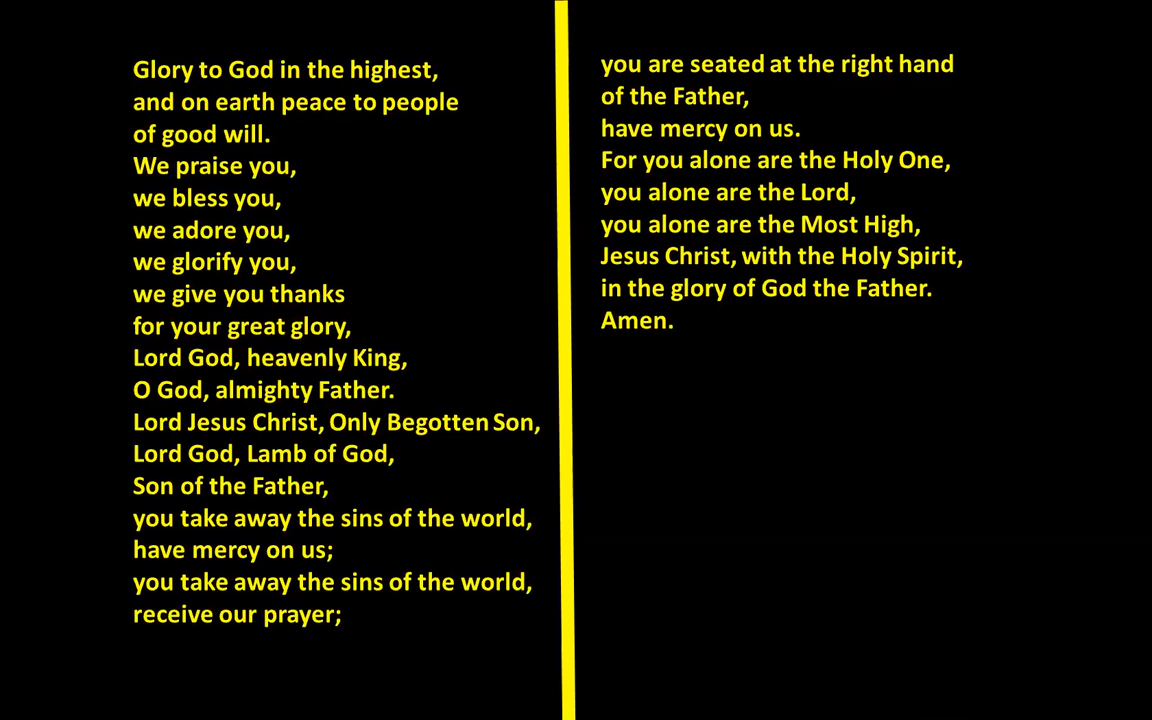 Glory to God in the highest,
and on earth peace to people
of good will.
We praise you,
we bless you,
we adore you,
we glorify you,
we give you thanks
for your great glory,
Lord God, heavenly King,
O God, almighty Father.
Lord Jesus Christ, Only Begotten Son,
Lord God, Lamb of God,
Son of the Father,
you take away the sins of the world,
have mercy on us;
you take away the sins of the world,
receive our prayer;
you are seated at the right hand
of the Father,
have mercy on us.
For you alone are the Holy One,
you alone are the Lord,
you alone are the Most High,
Jesus Christ, with the Holy Spirit,
in the glory of God the Father.
Amen.